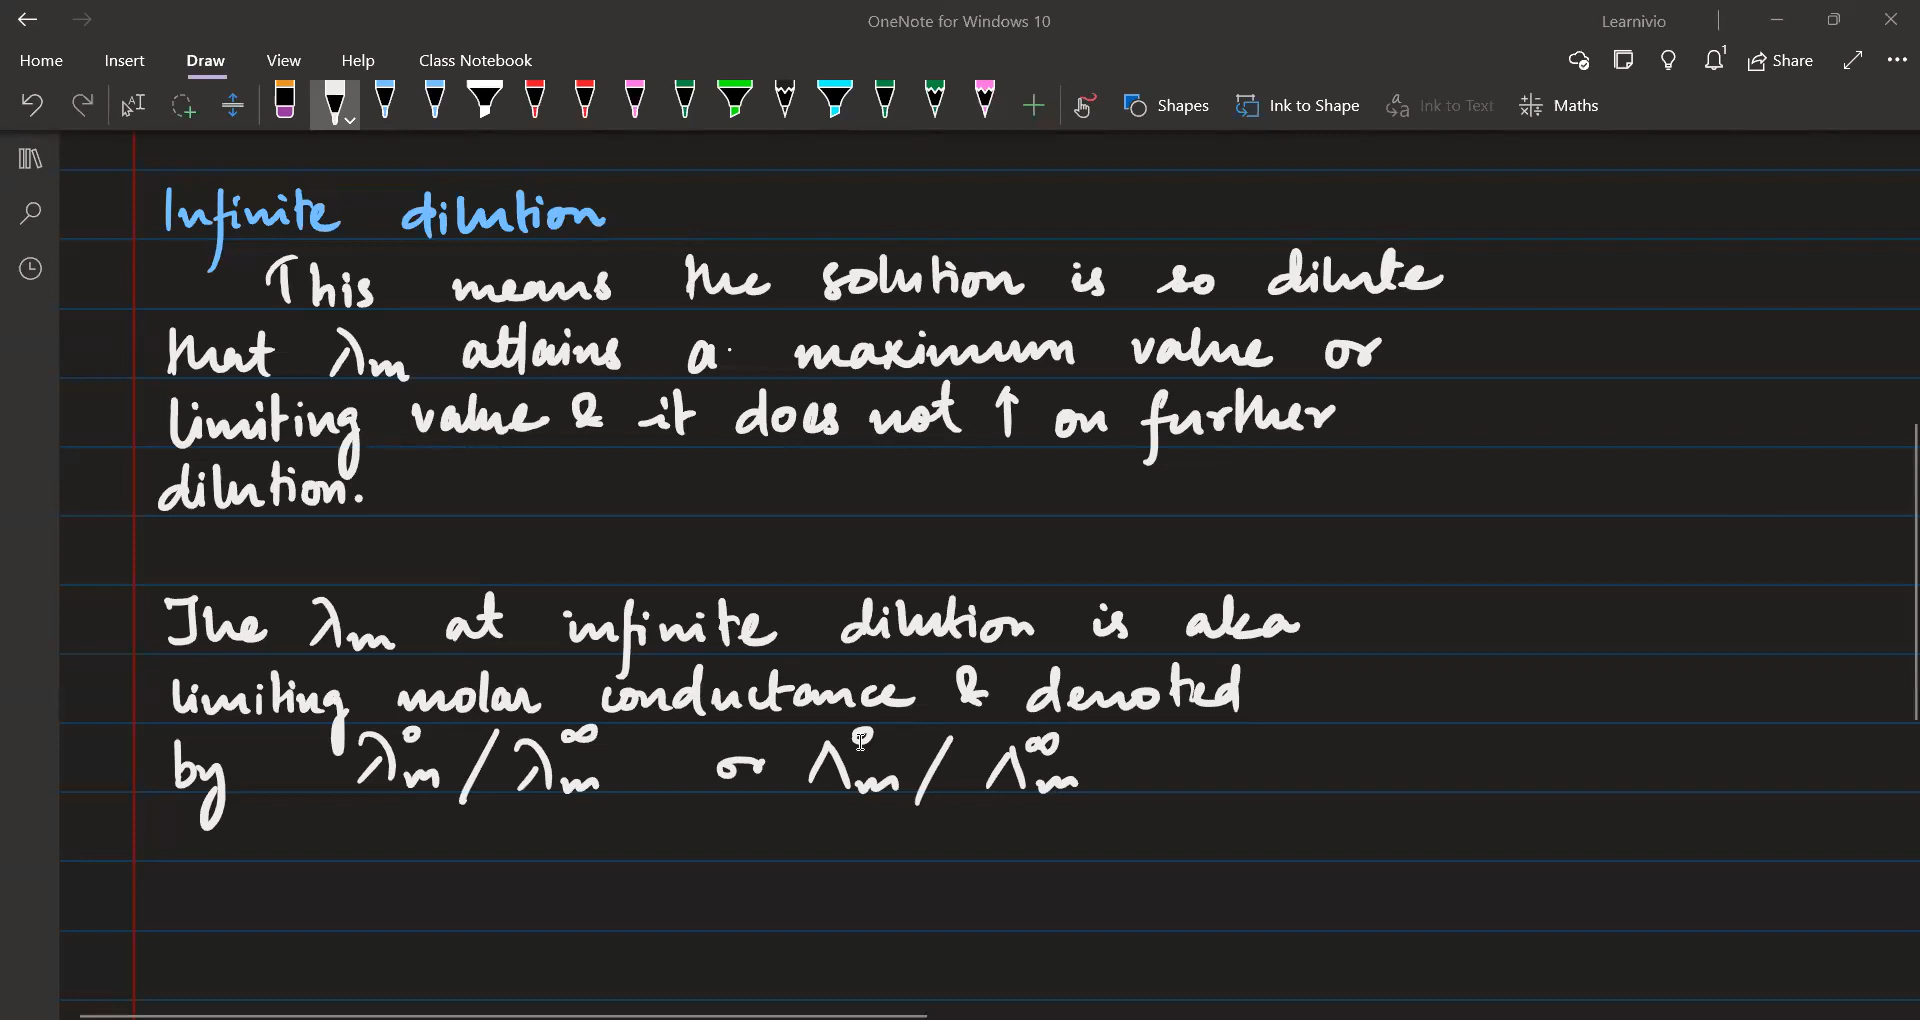 OneNote for Windows 10
Learnivio
Home Insert Draw View Help Class Notebook
1
Share
Shapes Ink to Shape Ink to Text Maths
Infinite dilution
This means the solution is so dilute
that λm attains a maximum value or
limiting value & it does not ↑ on further
dilution.
The λm at infinite dilution is aka
limiting molar conductance & denoted
by λ°m / λ∞m or Λ°m / Λ∞m